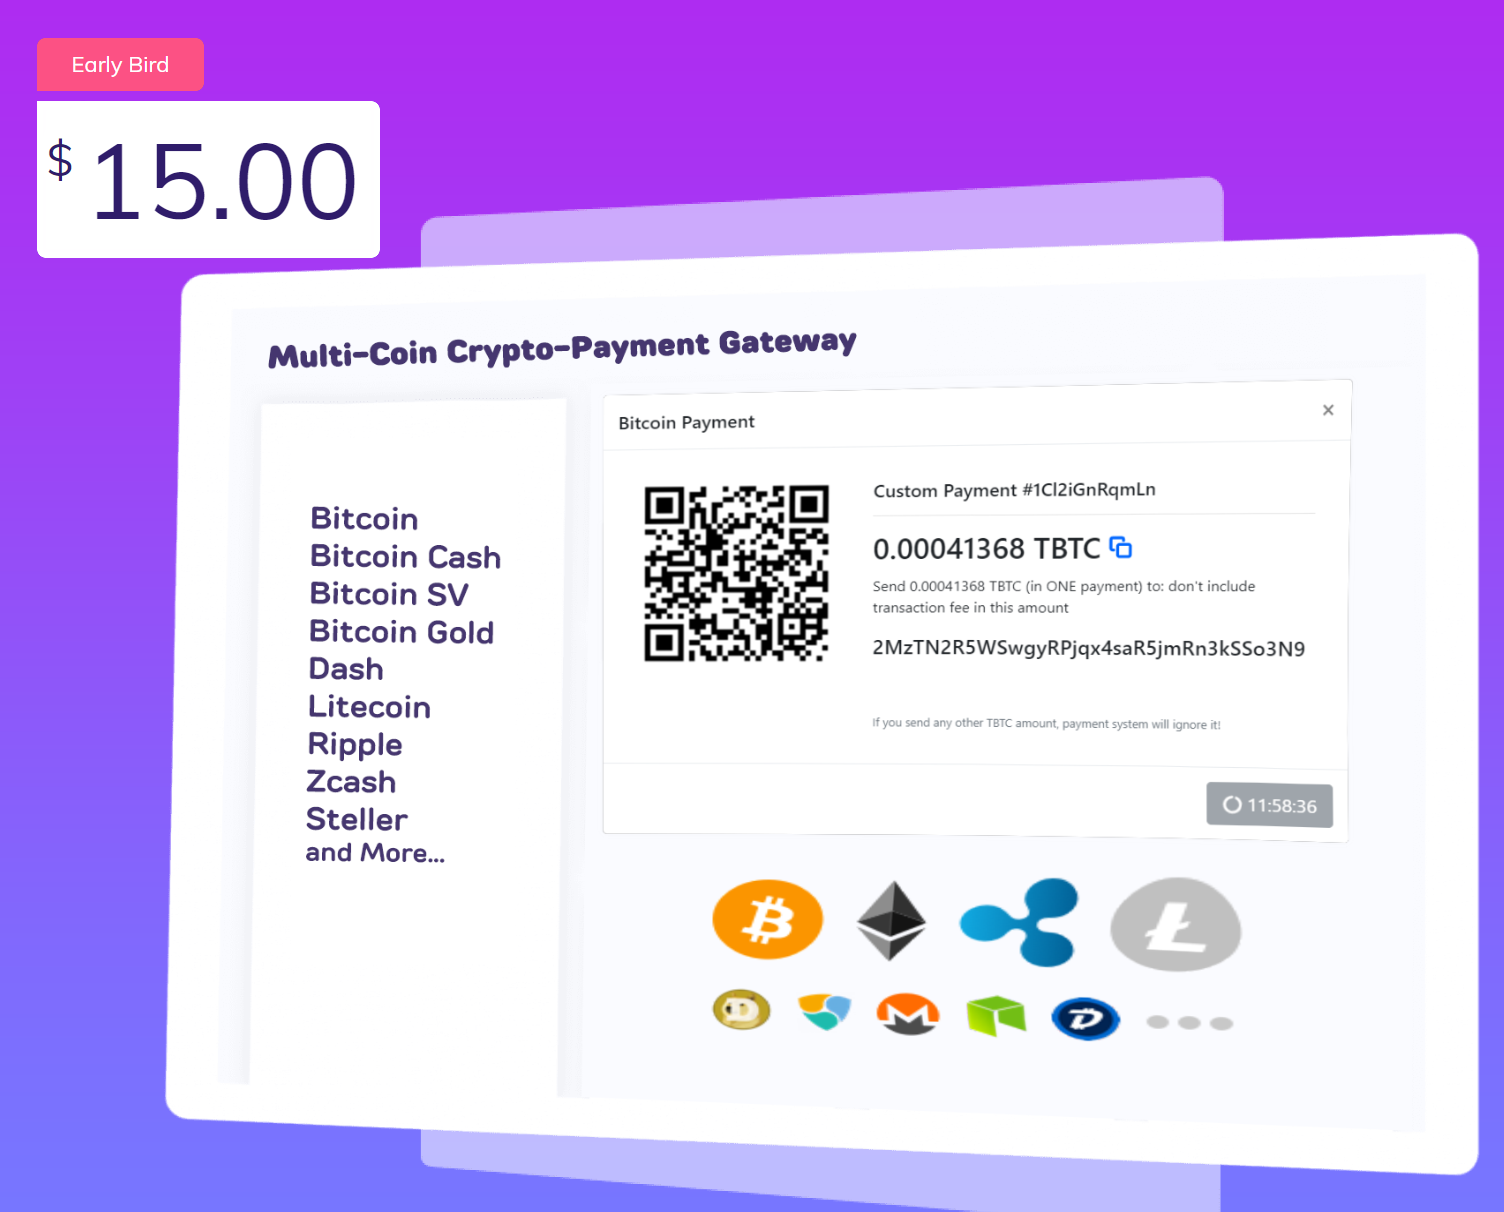 Early Bird
$ 15.00
Multi-Coin Crypto-Payment Gateway
Bitcoin
Bitcoin Cash
Bitcoin SV
Bitcoin Gold
Dash
Litecoin
Ripple
Zcash
Steller
and More...
Bitcoin Payment ×
Custom Payment #1Cl2iGnRqmLn
0.00041368 TBTC
Send 0.00041368 TBTC (in ONE payment) to: don't include
transaction fee in this amount
2MzTN2R5WSwgyRPjqx4saR5jmRn3kSSo3N9
If you send any other TBTC amount, payment system will ignore it!
11:58:36